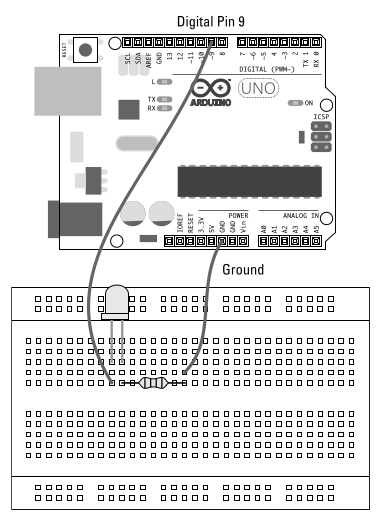 Digital Pin 9
RESET
SCL
SDA
AREF
GND
13
12
~11
~10
~9
8
7
~6
~5
4
~3
2
TX 1
RX 0
DIGITAL (PWM~)
L
TX
RX
ARDUINO
UNO
ON
ICSP
POWER
ANALOG IN
IOREF
RESET
3.3V
5V
GND
GND
Vin
A0
A1
A2
A3
A4
A5
Ground